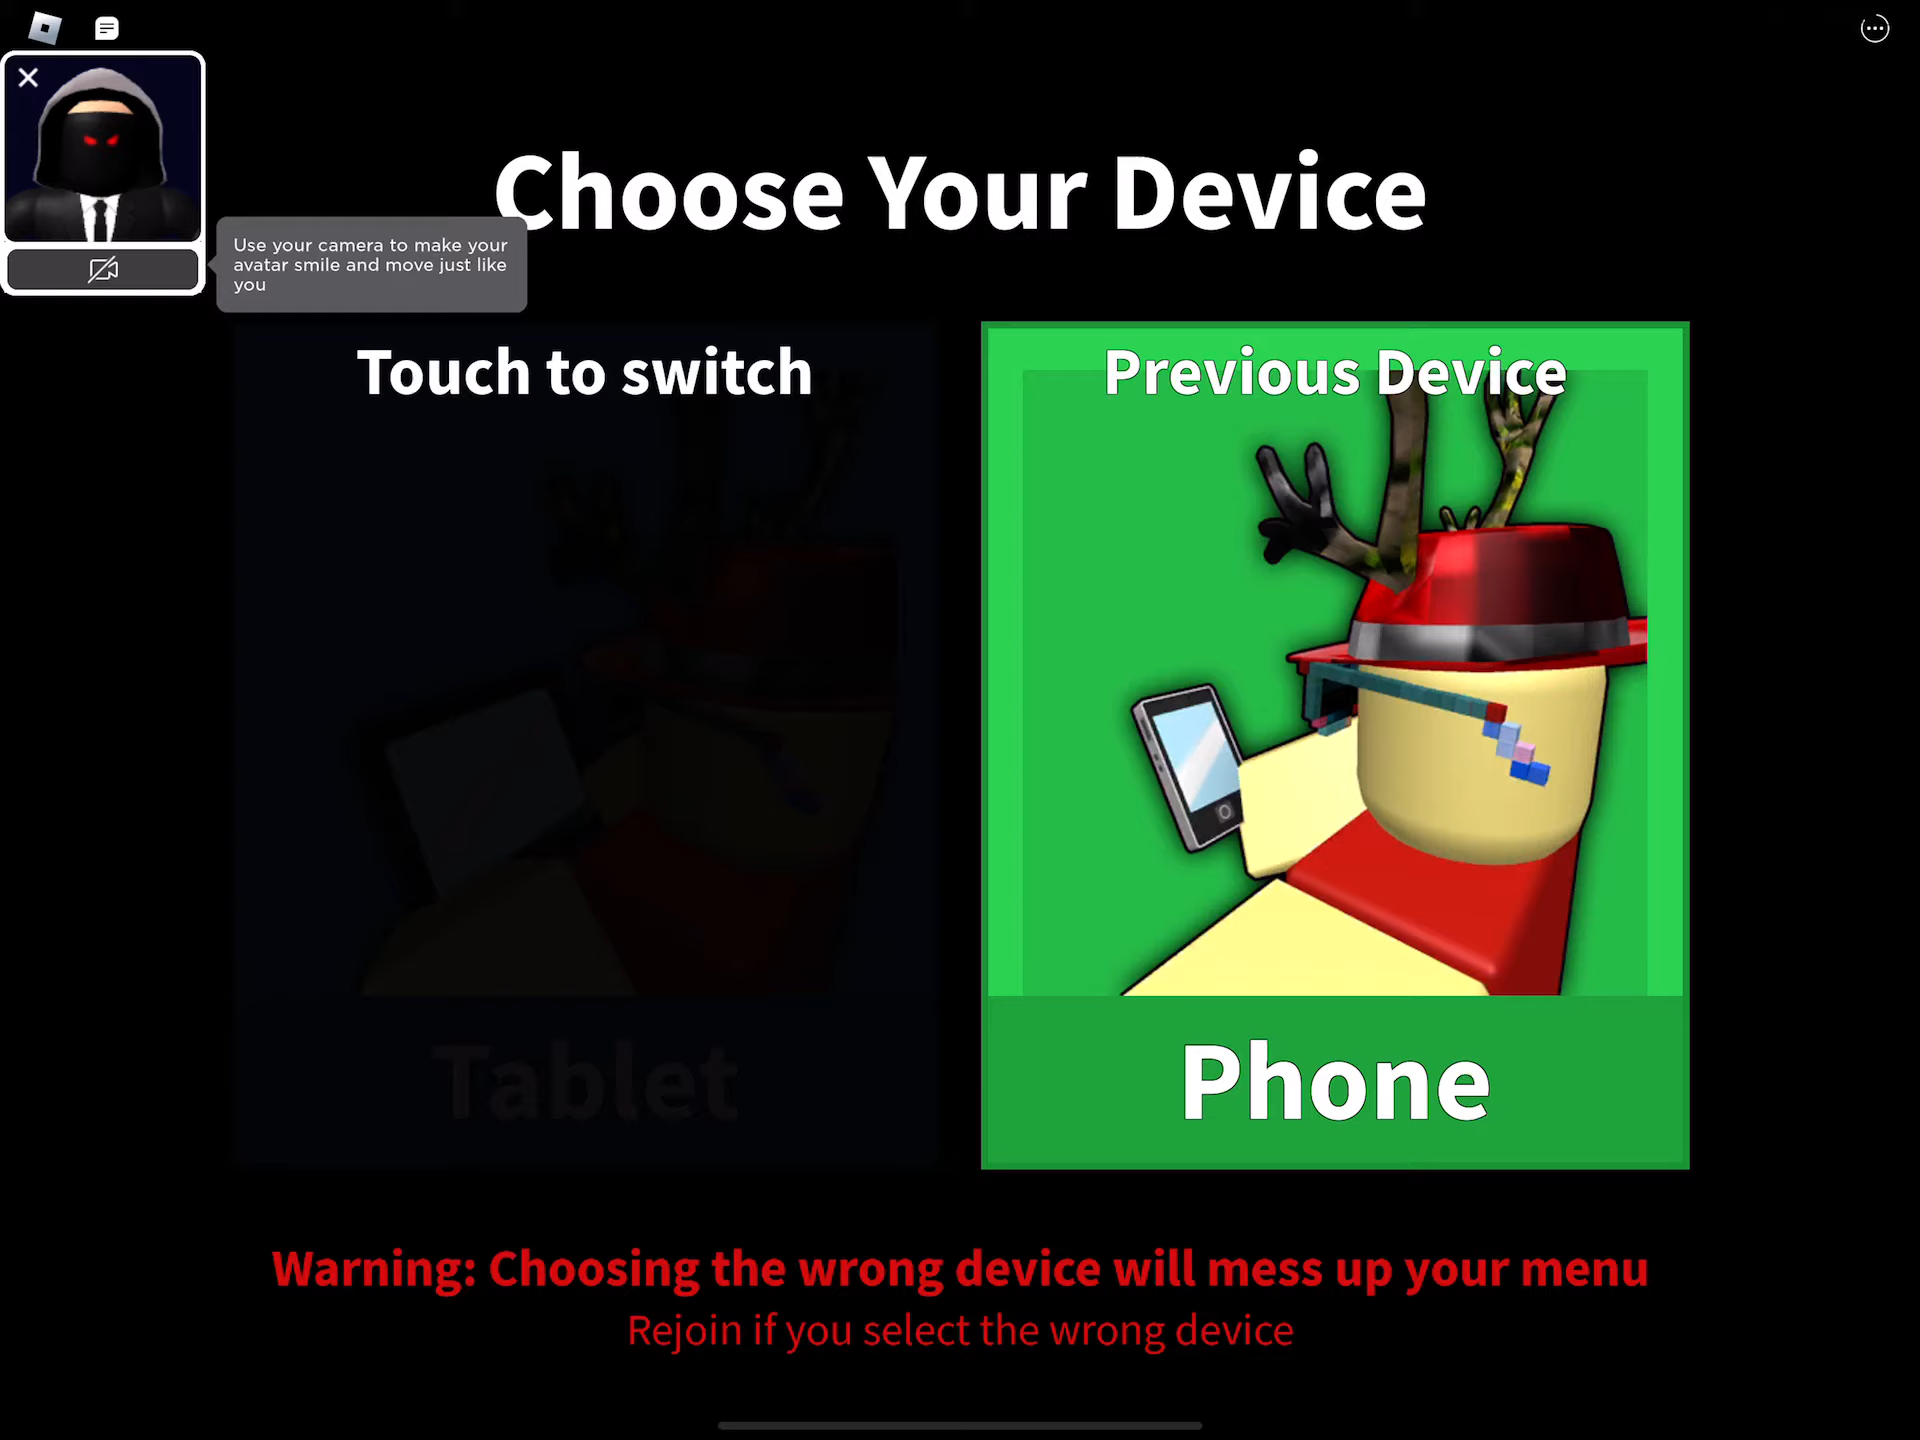 Choose Your Device
Use your camera to make your
avatar smile and move just like
you
Touch to switch
Previous Device
Tablet
Phone
Warning: Choosing the wrong device will mess up your menu
Rejoin if you select the wrong device